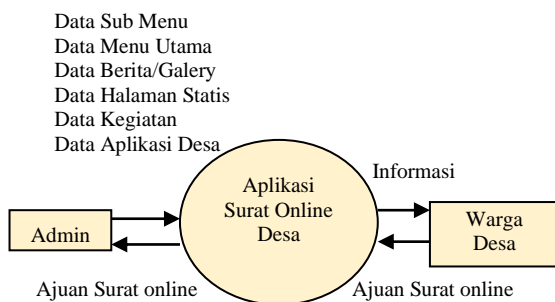 Data Sub Menu
Data Menu Utama
Data Berita/Galery
Data Halaman Statis
Data Kegiatan
Data Aplikasi Desa
Aplikasi
Surat Online
Desa
Informasi
Admin
Warga
Desa
Ajuan Surat online
Ajuan Surat online